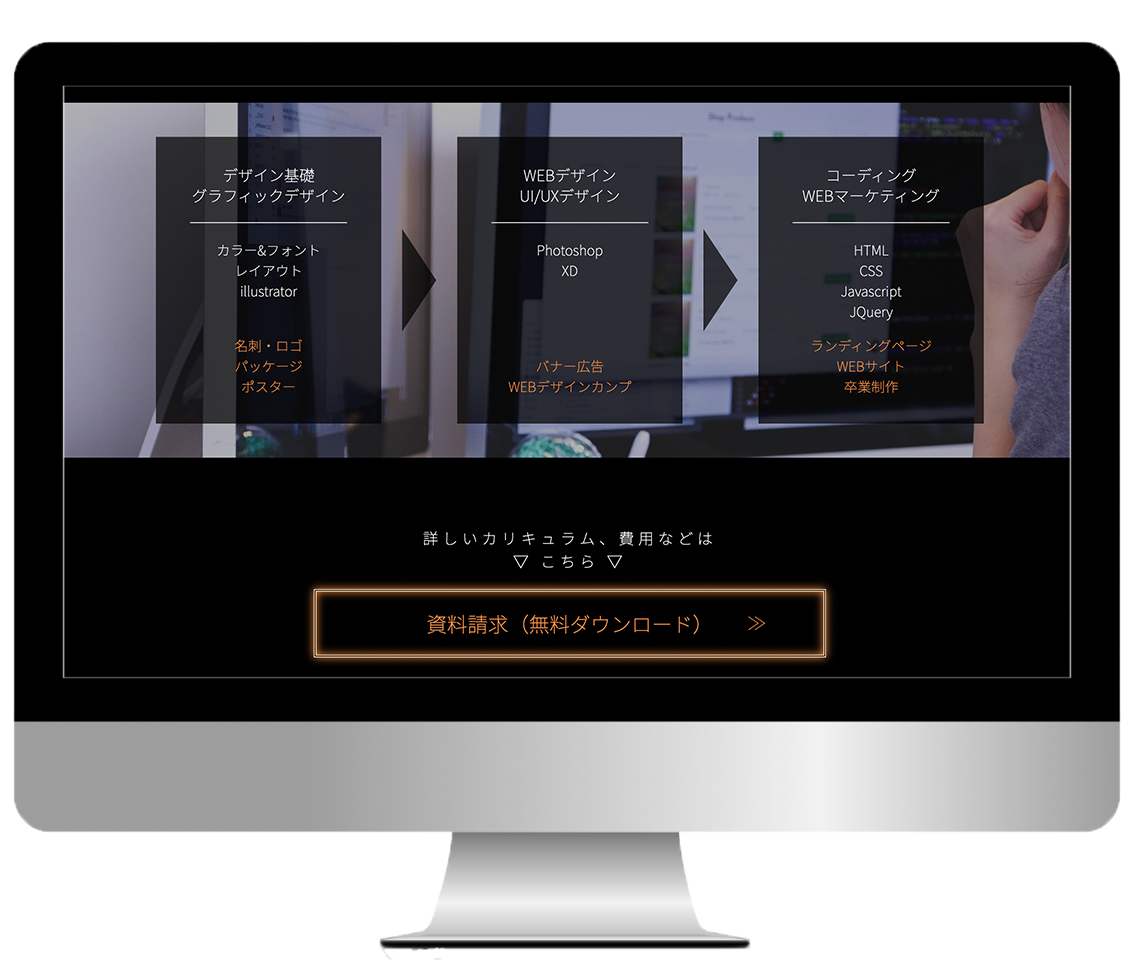 デザイン基礎
グラフィックデザイン
カラー&フォント
レイアウト
illustrator
名刺・ロゴ
パッケージ
ポスター
WEBデザイン
UI/UXデザイン
Photoshop
XD
バナー広告
WEBデザインカンプ
コーディング
WEBマーケティング
HTML
CSS
Javascript
JQuery
ランディングページ
WEBサイト
卒業制作
詳しいカリキュラム、費用などは
▽ こちら ▽
資料請求（無料ダウンロード） ≫